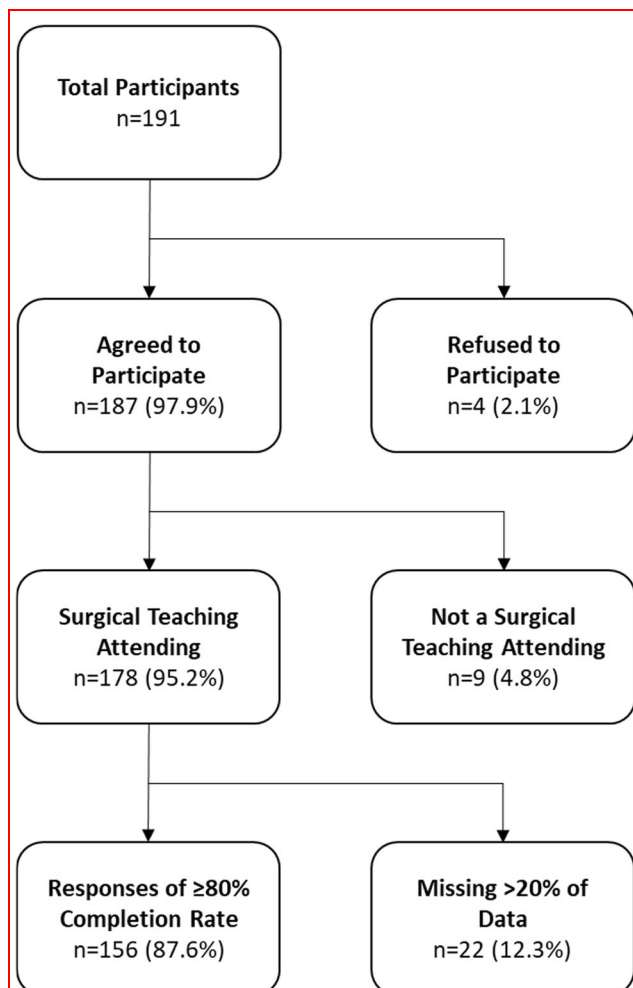 Total Participants
n=191
Agreed to
Participate
n=187 (97.9%)
Refused to
Participate
n=4 (2.1%)
Surgical Teaching
Attending
n=178 (95.2%)
Not a Surgical
Teaching Attending
n=9 (4.8%)
Responses of ≥80%
Completion Rate
n=156 (87.6%)
Missing >20% of
Data
n=22 (12.3%)